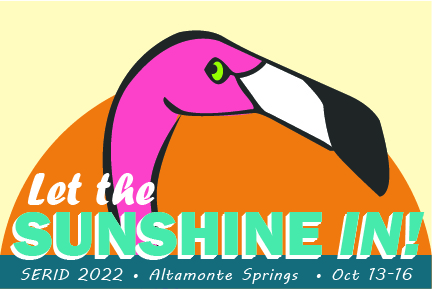 Let the
SUNSHINE IN!
SERID 2022 • Altamonte Springs • Oct 13-16